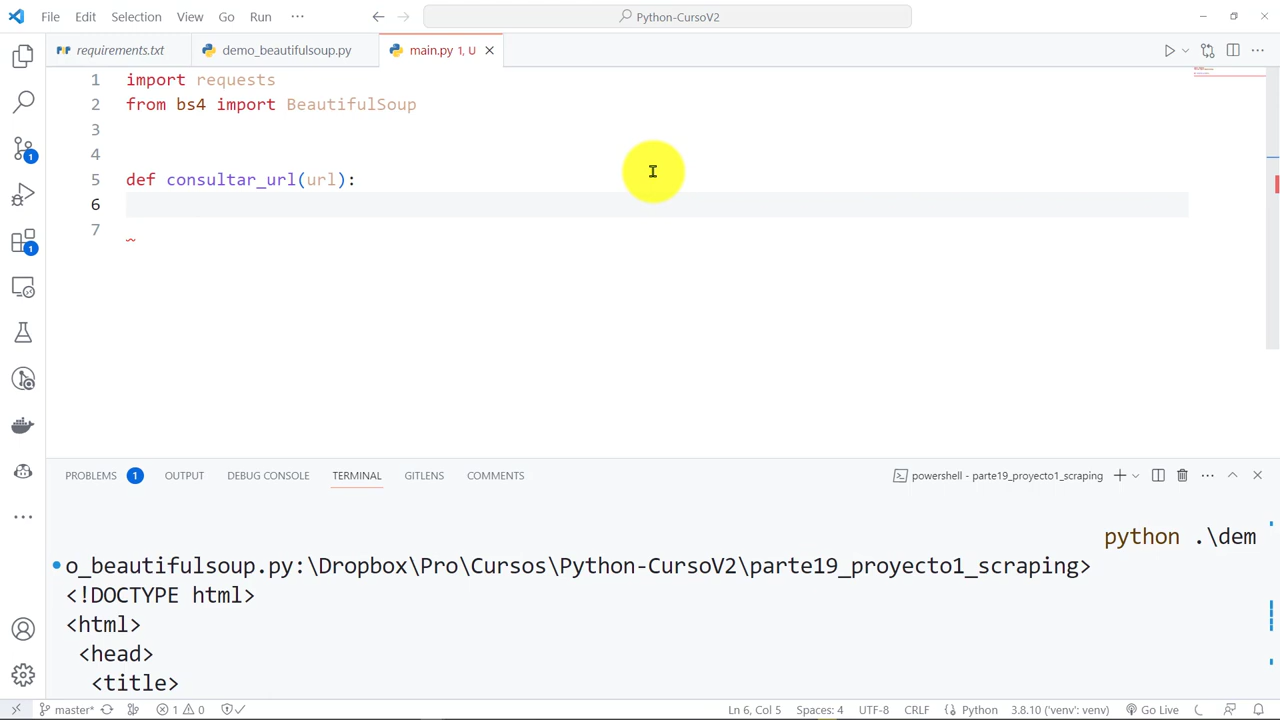 File Edit Selection View Go Run ··· Python-CursoV2
requirements.txt demo_beautifulsoup.py main.py 1, U
1 import requests
2 from bs4 import BeautifulSoup
3
4
5 def consultar_url(url):
6
7
PROBLEMS 1 OUTPUT DEBUG CONSOLE TERMINAL GITLENS COMMENTS powershell - parte19_proyecto1_scraping
python .\dem
o_beautifulsoup.py:\Dropbox\Pro\Cursos\Python-CursoV2\parte19_proyecto1_scraping>
<!DOCTYPE html>
<html>
<head>
<title>
master* 1 0 Ln 6, Col 5 Spaces: 4 UTF-8 CRLF Python 3.8.10 ('venv': venv) Go Live